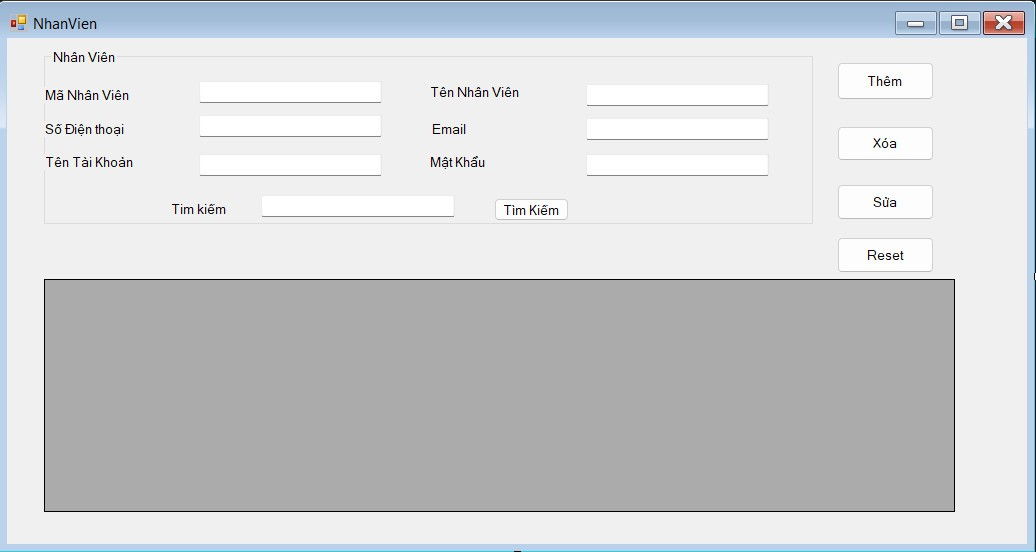 NhanVien
Nhân Viên
Mã Nhân Viên
Tên Nhân Viên
Số Điện thoại
Email
Tên Tài Khoản
Mật Khẩu
Tìm kiếm
Tìm Kiếm
Thêm
Xóa
Sửa
Reset